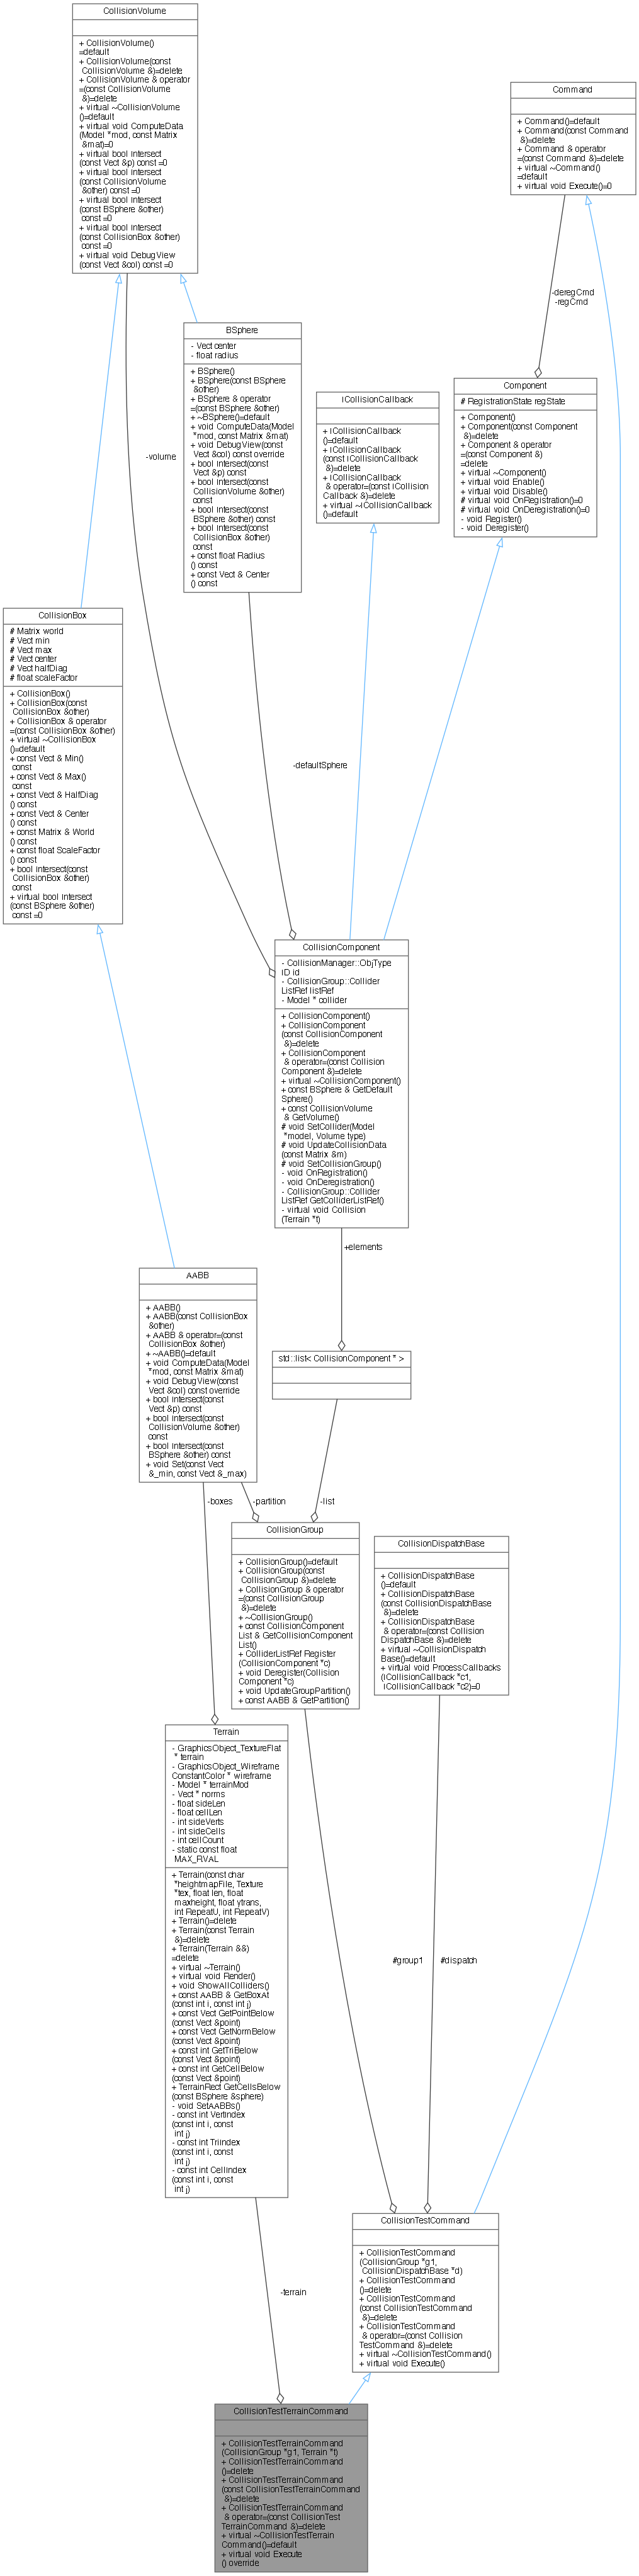 CollisionVolume
+ CollisionVolume()
=default
+ CollisionVolume(const
CollisionVolume &)=delete
+ CollisionVolume & operator
=(const CollisionVolume
&)=delete
+ virtual ~CollisionVolume
()=default
+ virtual void ComputeData
(Model *mod, const Matrix
&mat)=0
+ virtual bool intersect
(const Vect &p) const =0
+ virtual bool intersect
(const CollisionVolume
&other) const =0
+ virtual bool intersect
(const BSphere &other)
const =0
+ virtual bool intersect
(const CollisionBox &other)
const =0
+ virtual void DebugView
(const Vect &col) const =0
Command
+ Command()=default
+ Command(const Command
&)=delete
+ Command & operator
=(const Command &)=delete
+ virtual ~Command()
=default
+ virtual void Execute()=0
-deregCmd
-regCmd
BSphere
- Vect center
- float radius
+ BSphere()
+ BSphere(const BSphere
&other)
+ BSphere & operator
=(const BSphere &other)
+ ~BSphere()=default
+ void ComputeData(Model
*mod, const Matrix &mat)
+ void DebugView(const
Vect &col) const override
+ bool intersect(const
Vect &p) const
+ bool intersect(const
CollisionVolume &other)
const
+ bool intersect(const
BSphere &other) const
+ bool intersect(const
CollisionBox &other)
const
+ const float Radius
() const
+ const Vect & Center
() const
iCollisionCallback
+ iCollisionCallback
()=default
+ iCollisionCallback
(const iCollisionCallback
&)=delete
+ iCollisionCallback
& operator=(const iCollision
Callback &)=delete
+ virtual ~iCollisionCallback
()=default
Component
# RegistrationState regState
+ Component()
+ Component(const Component
&)=delete
+ Component & operator
=(const Component &)
=delete
+ virtual ~Component()
+ virtual void Enable()
+ virtual void Disable()
# virtual void OnRegistration()=0
# virtual void OnDeregistration()=0
- void Register()
- void Deregister()
-volume
CollisionBox
# Matrix world
# Vect min
# Vect max
# Vect center
# Vect halfDiag
# float scaleFactor
+ CollisionBox()
+ CollisionBox(const
CollisionBox &other)
+ CollisionBox & operator
=(const CollisionBox &other)
+ virtual ~CollisionBox
()=default
+ const Vect & Min()
const
+ const Vect & Max()
const
+ const Vect & HalfDiag
() const
+ const Vect & Center
() const
+ const Matrix & World
() const
+ const float ScaleFactor
() const
+ bool intersect(const
CollisionBox &other)
const
+ virtual bool intersect
(const BSphere &other)
const =0
-defaultSphere
CollisionComponent
- CollisionManager::ObjType
ID id
- CollisionGroup::Collider
ListRef listRef
- Model * collider
+ CollisionComponent()
+ CollisionComponent
(const CollisionComponent
&)=delete
+ CollisionComponent
& operator=(const Collision
Component &)=delete
+ virtual ~CollisionComponent()
+ const BSphere & GetDefault
Sphere()
+ const CollisionVolume
& GetVolume()
# void SetCollider(Model
*model, Volume type)
# void UpdateCollisionData
(const Matrix &m)
# void SetCollisionGroup()
- void OnRegistration()
- void OnDeregistration()
- CollisionGroup::Collider
ListRef GetColliderListRef()
- virtual void Collision
(Terrain *t)
+elements
AABB
+ AABB()
+ AABB(const CollisionBox
&other)
+ AABB & operator=(const
CollisionBox &other)
+ ~AABB()=default
+ void ComputeData(Model
*mod, const Matrix &mat)
+ void DebugView(const
Vect &col) const override
+ bool intersect(const
Vect &p) const
+ bool intersect(const
CollisionVolume &other)
const
+ bool intersect(const
BSphere &other) const
+ void Set(const Vect
&_min, const Vect &_max)
std::list< CollisionComponent * >
-boxes
-partition
-list
CollisionGroup
+ CollisionGroup()=default
+ CollisionGroup(const
CollisionGroup &)=delete
+ CollisionGroup & operator
=(const CollisionGroup
&)=delete
+ ~CollisionGroup()
+ const CollisionComponent
List & GetCollisionComponent
List()
+ ColliderListRef Register
(CollisionComponent *c)
+ void Deregister(Collision
Component *c)
+ void UpdateGroupPartition()
+ const AABB & GetPartition()
CollisionDispatchBase
+ CollisionDispatchBase
()=default
+ CollisionDispatchBase
(const CollisionDispatchBase
&)=delete
+ CollisionDispatchBase
& operator=(const Collision
DispatchBase &)=delete
+ virtual ~CollisionDispatch
Base()=default
+ virtual void ProcessCallbacks
(iCollisionCallback *c1,
iCollisionCallback *c2)=0
Terrain
- GraphicsObject_TextureFlat
* terrain
- GraphicsObject_Wireframe
ConstantColor * wireframe
- Model * terrainMod
- Vect * norms
- float sideLen
- float cellLen
- int sideVerts
- int sideCells
- int cellCount
- static const float
MAX_RVAL
+ Terrain(const char
*heightmapFile, Texture
*tex, float len, float
maxheight, float ytrans,
int RepeatU, int RepeatV)
+ Terrain()=delete
+ Terrain(const Terrain
&)=delete
+ Terrain(Terrain &&)
=delete
+ virtual ~Terrain()
+ virtual void Render()
+ void ShowAllColliders()
+ const AABB & GetBoxAt
(const int i, const int j)
+ const Vect GetPointBelow
(const Vect &point)
+ const Vect GetNormBelow
(const Vect &point)
+ const int GetTriBelow
(const Vect &point)
+ const int GetCellBelow
(const Vect &point)
+ TerrainRect GetCellsBelow
(const BSphere &sphere)
- void SetAABBs()
- const int VertIndex
(const int i, const
int j)
- const int TriIndex
(const int i, const
int j)
- const int CellIndex
(const int i, const
int j)
#group1
#dispatch
CollisionTestCommand
+ CollisionTestCommand
(CollisionGroup *g1,
CollisionDispatchBase *d)
+ CollisionTestCommand
()=delete
+ CollisionTestCommand
(const CollisionTestCommand
&)=delete
+ CollisionTestCommand
& operator=(const Collision
TestCommand &)=delete
+ virtual ~CollisionTestCommand()
+ virtual void Execute()
-terrain
CollisionTestTerrainCommand
+ CollisionTestTerrainCommand
(CollisionGroup *g1, Terrain *t)
+ CollisionTestTerrainCommand
()=delete
+ CollisionTestTerrainCommand
(const CollisionTestTerrainCommand
&)=delete
+ CollisionTestTerrainCommand
& operator=(const CollisionTest
TerrainCommand &)=delete
+ virtual ~CollisionTestTerrain
Command()=default
+ virtual void Execute
() override